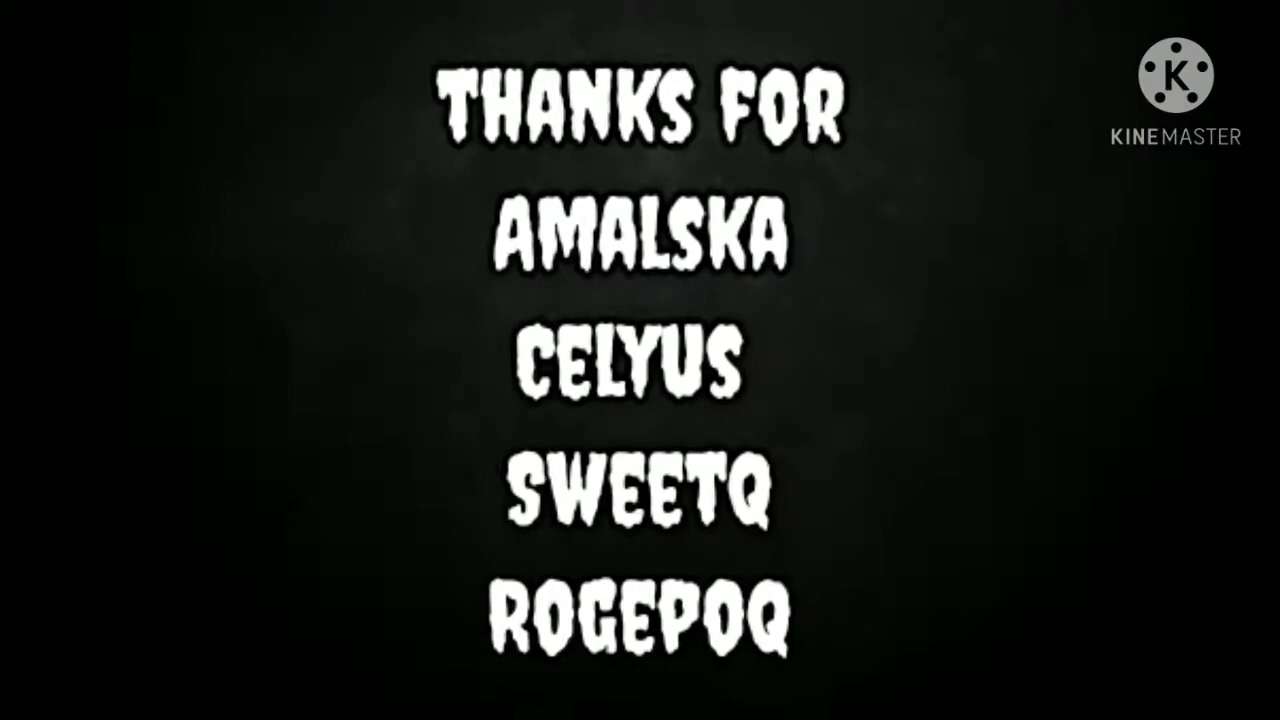 THANKS FOR
AMALSKA
CELYUS
SWEETQ
ROGEPOQ
K
KINEMASTER